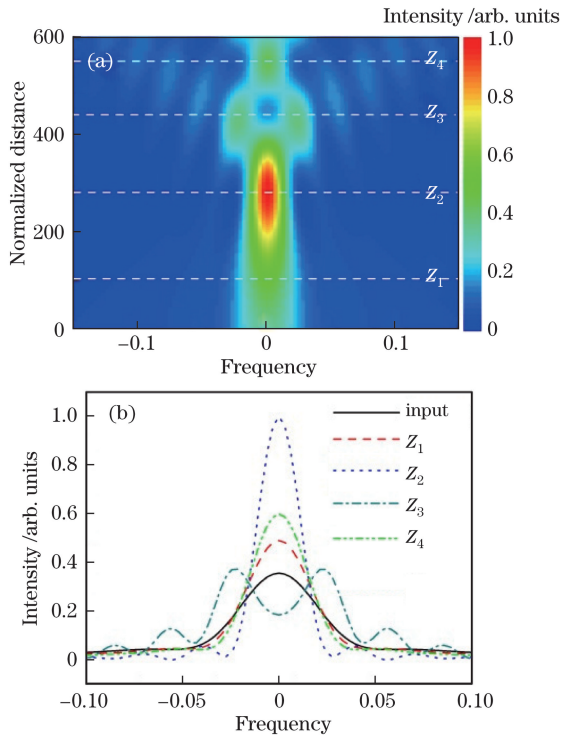 Intensity /arb. units
(a)
600
400
200
0
Normalized distance
Z4
Z3
Z2
Z1
1.0
0.8
0.6
0.4
0.2
0
−0.1
0
0.1
Frequency
(b)
1.0
0.8
0.6
0.4
0.2
0
Intensity /arb. units
input
Z1
Z2
Z3
Z4
−0.10
−0.05
0
0.05
0.10
Frequency